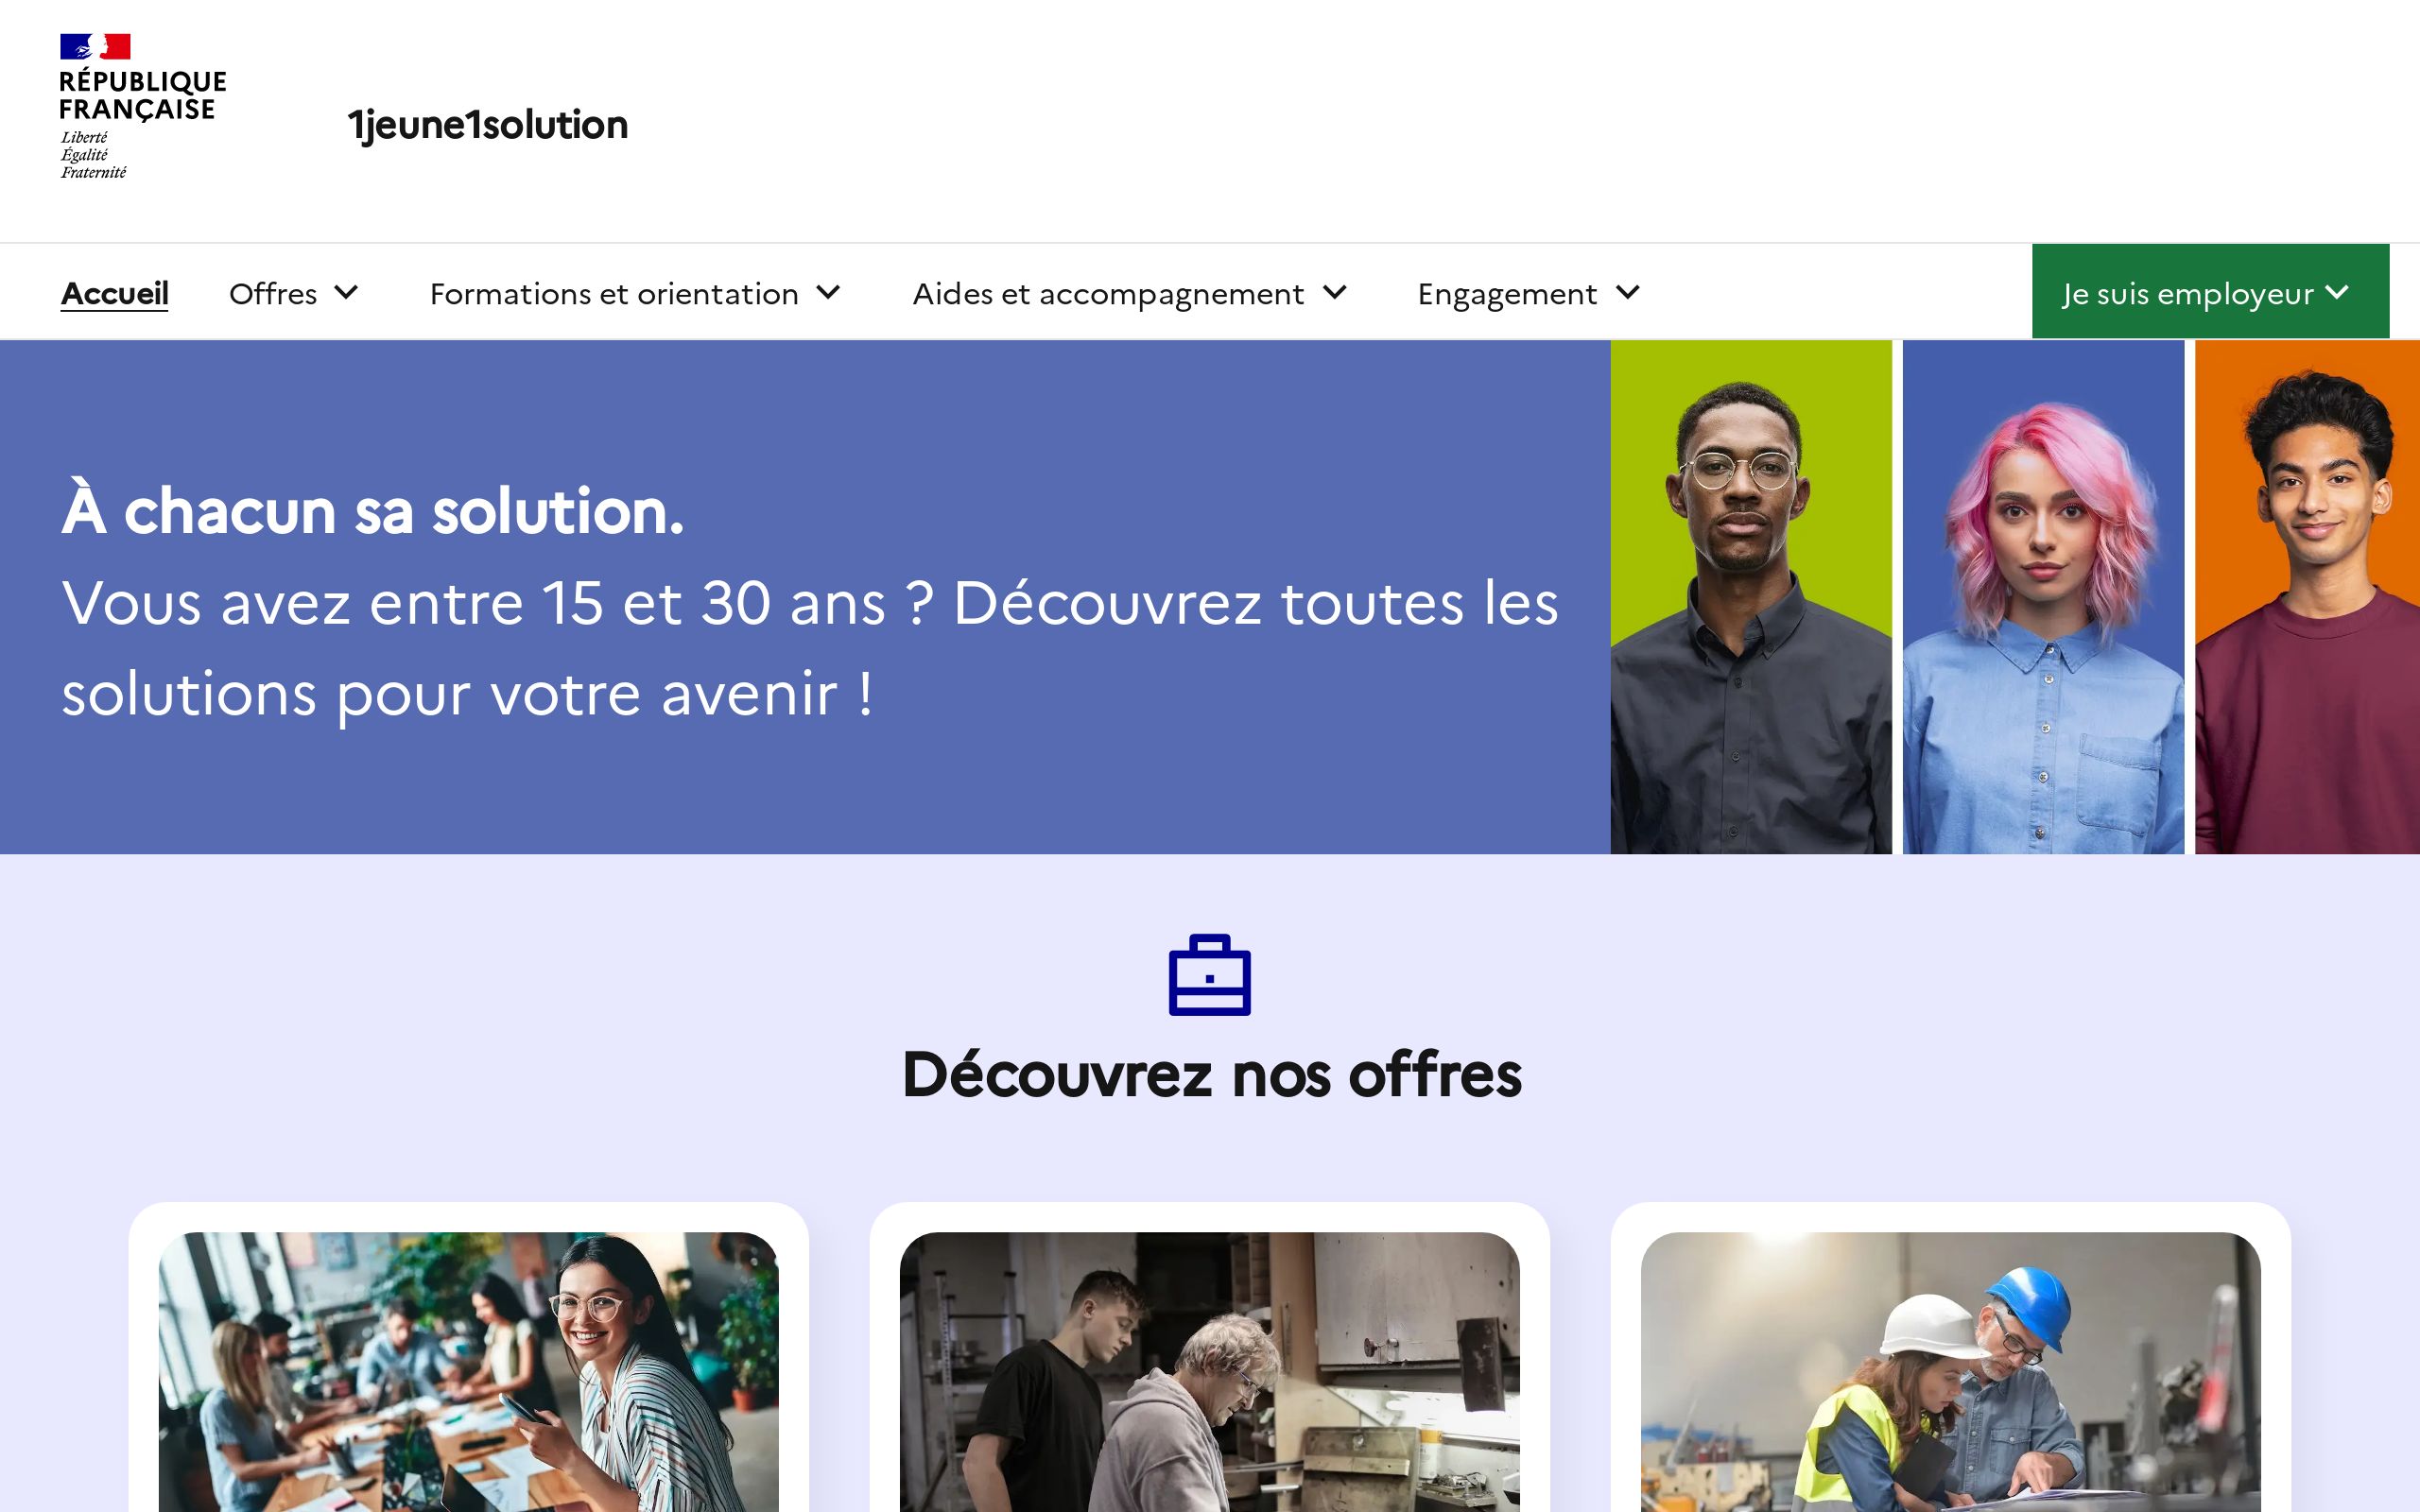 RÉPUBLIQUE
FRANÇAISE
Liberté
Égalité
Fraternité
1jeune1solution
Accueil
Offres
Formations et orientation
Aides et accompagnement
Engagement
Je suis employeur
À chacun sa solution.
Vous avez entre 15 et 30 ans ? Découvrez toutes les
solutions pour votre avenir !
Découvrez nos offres